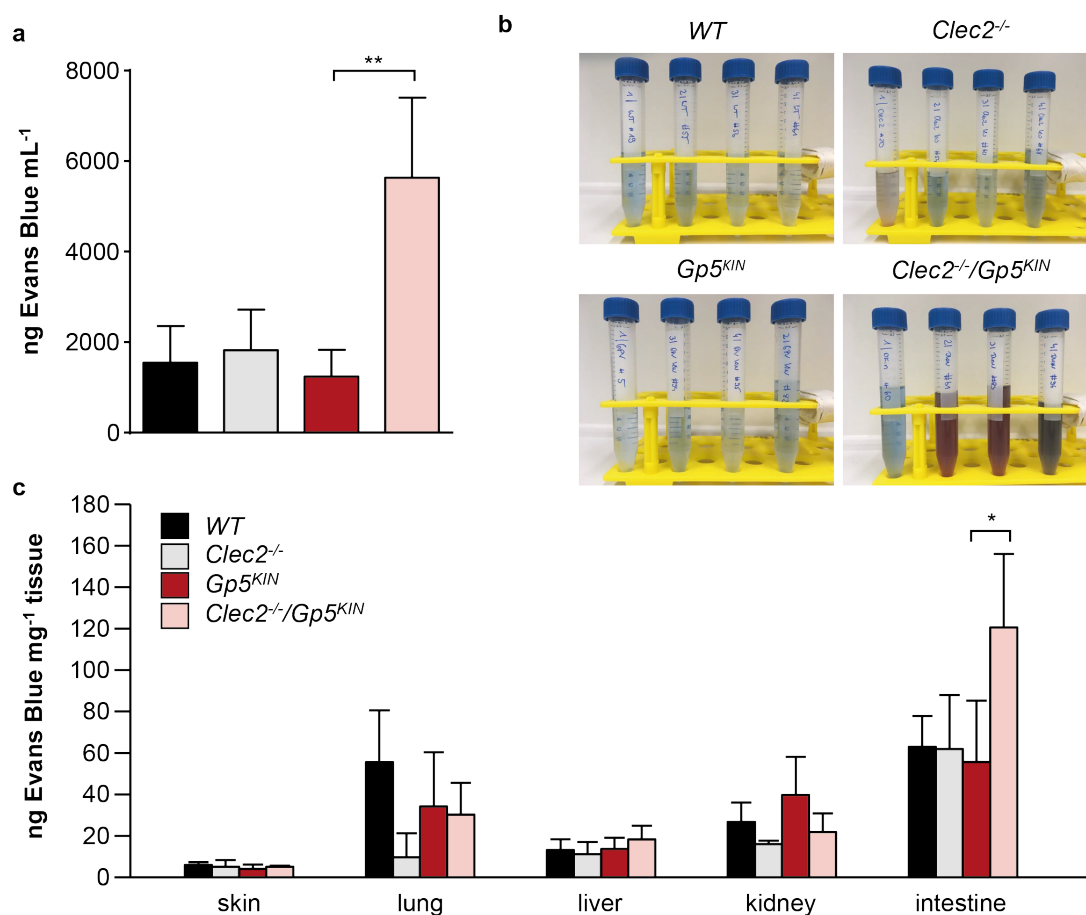 a
ng Evans Blue mL-1
8000
6000
4000
2000
0
**
b
WT
Clec2-/-
Gp5KIN
Clec2-/-/Gp5KIN
c
ng Evans Blue mg-1 tissue
180
160
140
120
100
80
60
40
20
0
WT
Clec2-/-
Gp5KIN
Clec2-/-/Gp5KIN
*
skin lung liver kidney intestine